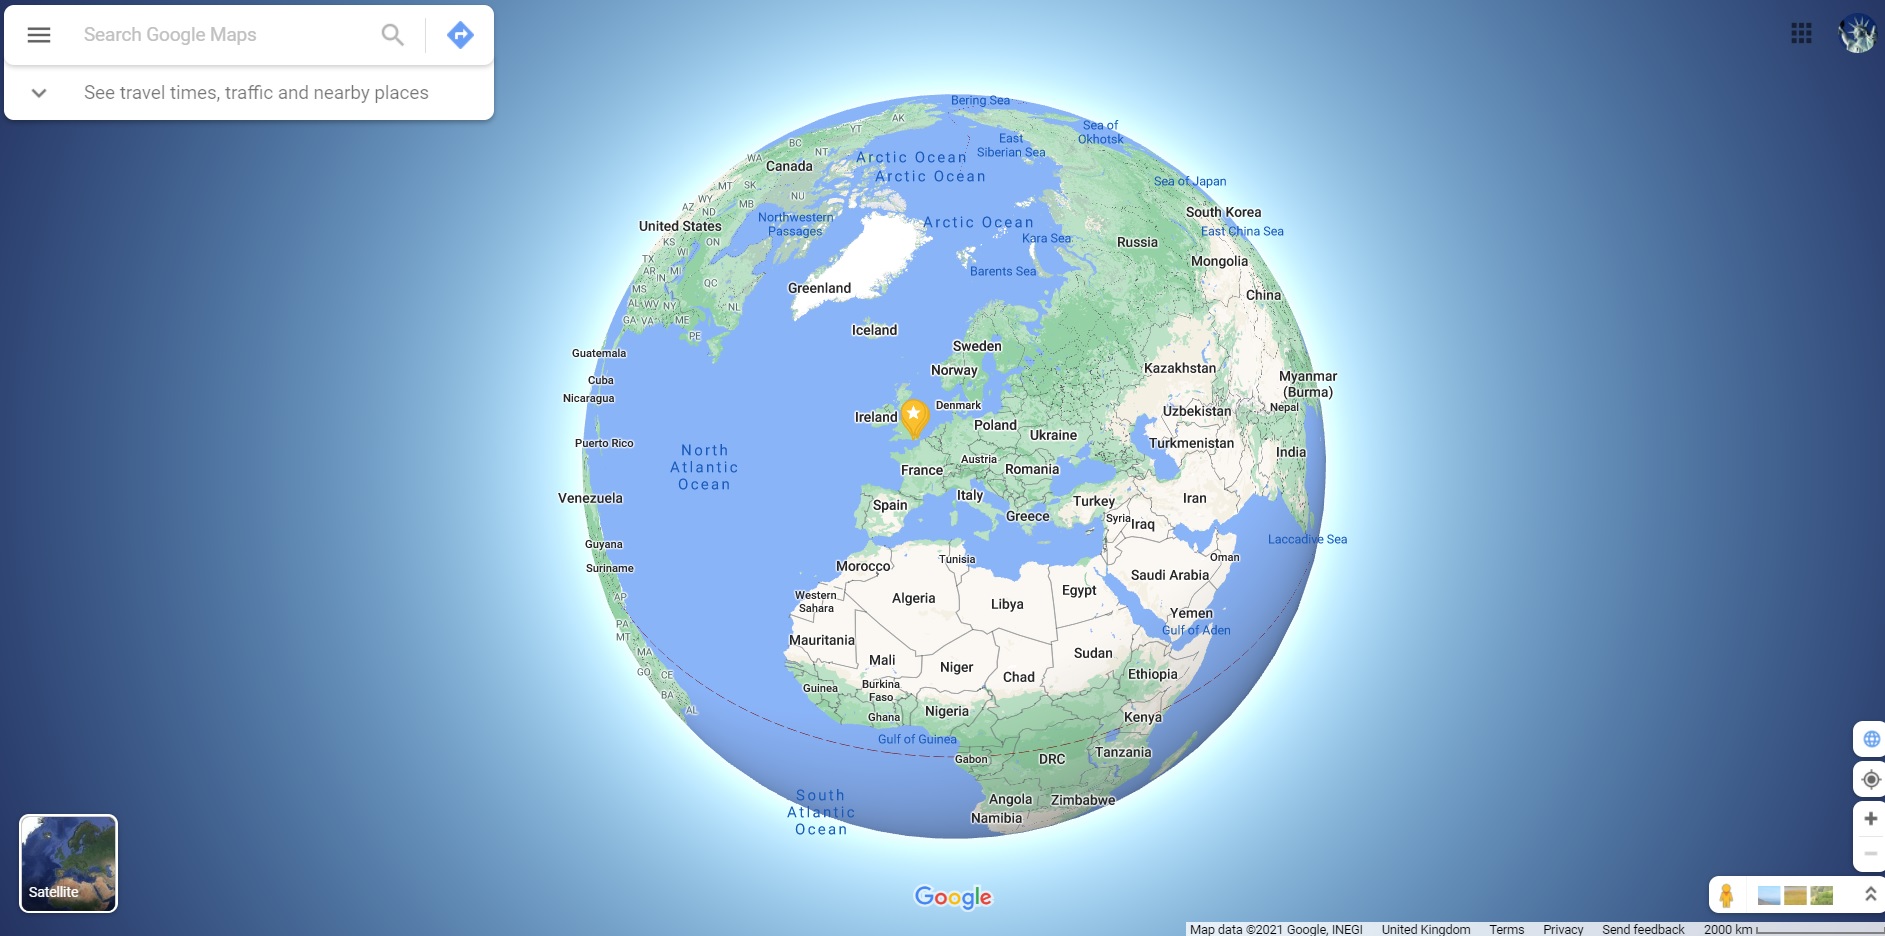 Search Google Maps
See travel times, traffic and nearby places
Bering Sea
AK
YT
Sea of
Okhotsk
East
Siberian Sea
BC
NT
WA
Canada
Arctic Ocean
Arctic Ocean
MT
SK
NU
Sea of Japan
AZ
WY
ND
MB
Northwestern
Passages
Arctic Ocean
South Korea
East China Sea
United States
KS
ON
WI
Kara Sea
Russia
TX
AR
IN
MI
Barents Sea
Mongolia
MS
QC
Greenland
China
AL
WV
NY
NL
GA
VA
ME
PE
Iceland
Sweden
Guatemala
Norway
Kazakhstan
Cuba
Nicaragua
Myanmar
(Burma)
Ireland
Denmark
Nepal
Uzbekistan
Poland
Ukraine
Puerto Rico
Turkmenistan
North
Atlantic
Ocean
India
Austria
France
Romania
Venezuela
Spain
Italy
Turkey
Iran
Greece
Syria
Iraq
Guyana
Laccadive Sea
Suriname
Morocco
Tunisia
Oman
Saudi Arabia
AP
Western
Sahara
Algeria
Libya
Egypt
Yemen
Gulf of Aden
PA
MT
Mauritania
MA
Mali
Niger
Chad
Sudan
Ethiopia
GO
CE
BA
Guinea
Burkina
Faso
AL
Ghana
Nigeria
Kenya
Gulf of Guinea
Gabon
DRC
Tanzania
South
Atlantic
Ocean
Angola
Zimbabwe
Namibia
Satellite
Google
Map data ©2021 Google, INEGI United Kingdom Terms Privacy Send feedback 2000 km